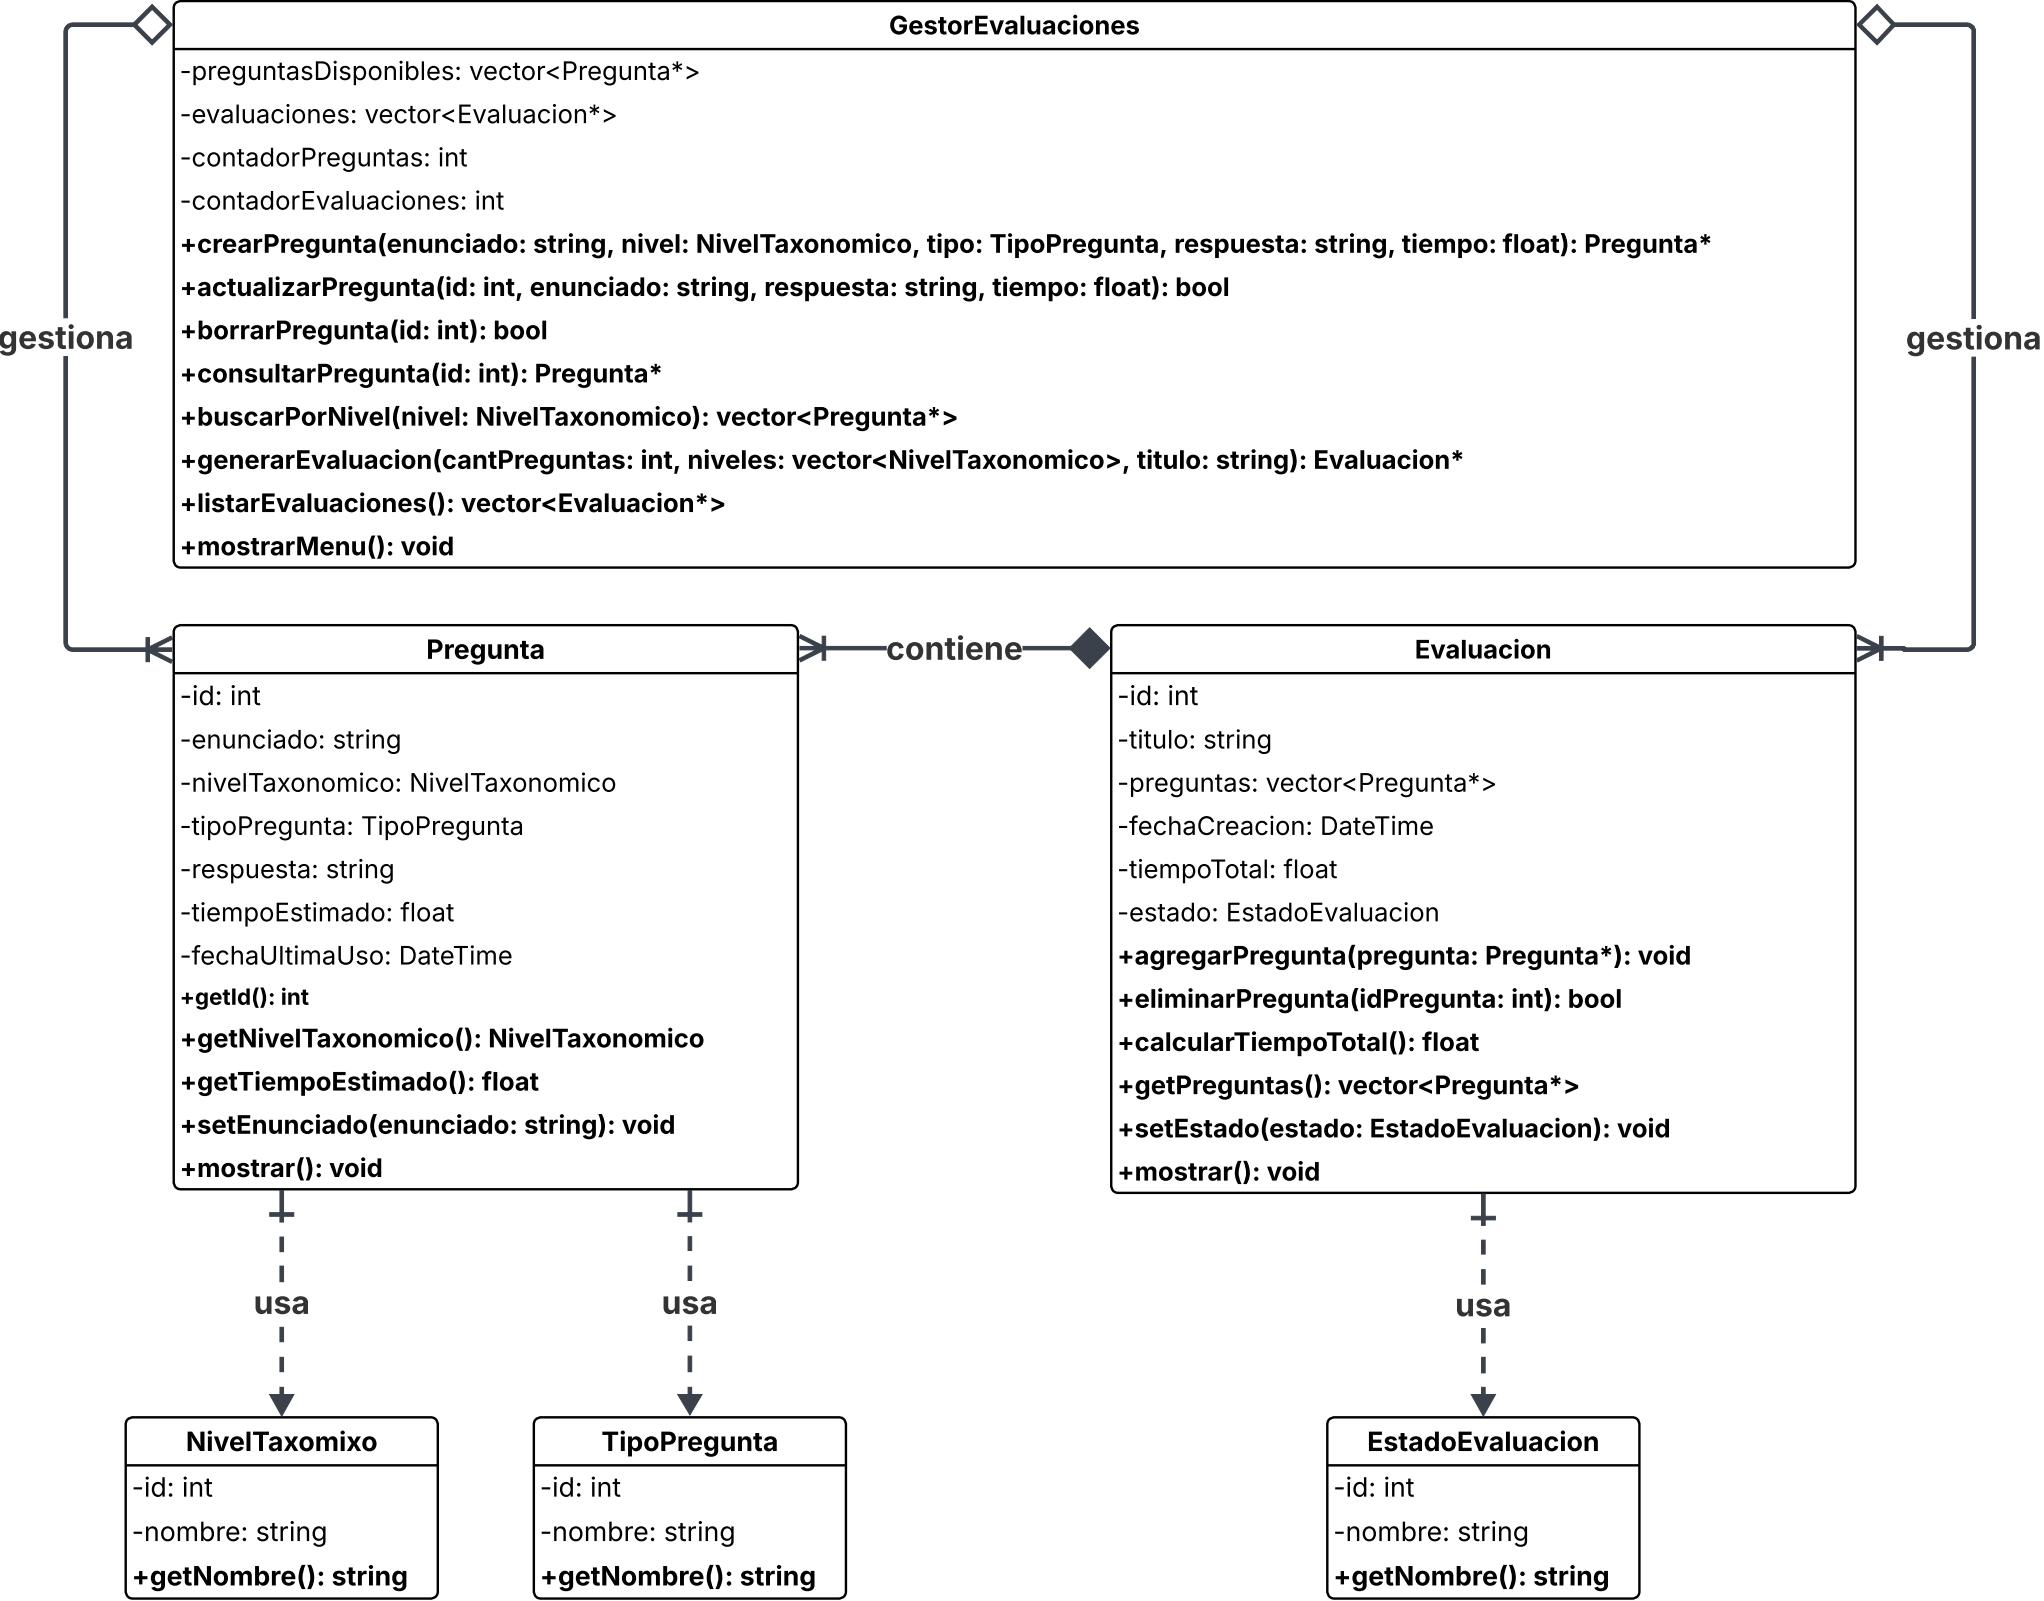 GestorEvaluaciones
-preguntasDisponibles: vector<Pregunta*>
-evaluaciones: vector<Evaluacion*>
-contadorPreguntas: int
-contadorEvaluaciones: int
+crearPregunta(enunciado: string, nivel: NivelTaxonomico, tipo: TipoPregunta, respuesta: string, tiempo: float): Pregunta*
+actualizarPregunta(id: int, enunciado: string, respuesta: string, tiempo: float): bool
+borrarPregunta(id: int): bool
+consultarPregunta(id: int): Pregunta*
+buscarPorNivel(nivel: NivelTaxonomico): vector<Pregunta*>
+generarEvaluacion(cantPreguntas: int, niveles: vector<NivelTaxonomico>, titulo: string): Evaluacion*
+listarEvaluaciones(): vector<Evaluacion*>
+mostrarMenu(): void
gestiona
gestiona
Pregunta
-id: int
-enunciado: string
-nivelTaxonomico: NivelTaxonomico
-tipoPregunta: TipoPregunta
-respuesta: string
-tiempoEstimado: float
-fechaUltimaUso: DateTime
+getId(): int
+getNivelTaxonomico(): NivelTaxonomico
+getTiempoEstimado(): float
+setEnunciado(enunciado: string): void
+mostrar(): void
contiene
Evaluacion
-id: int
-titulo: string
-preguntas: vector<Pregunta*>
-fechaCreacion: DateTime
-tiempoTotal: float
-estado: EstadoEvaluacion
+agregarPregunta(pregunta: Pregunta*): void
+eliminarPregunta(idPregunta: int): bool
+calcularTiempoTotal(): float
+getPreguntas(): vector<Pregunta*>
+setEstado(estado: EstadoEvaluacion): void
+mostrar(): void
usa
usa
usa
NivelTaxomixo
-id: int
-nombre: string
+getNombre(): string
TipoPregunta
-id: int
-nombre: string
+getNombre(): string
EstadoEvaluacion
-id: int
-nombre: string
+getNombre(): string